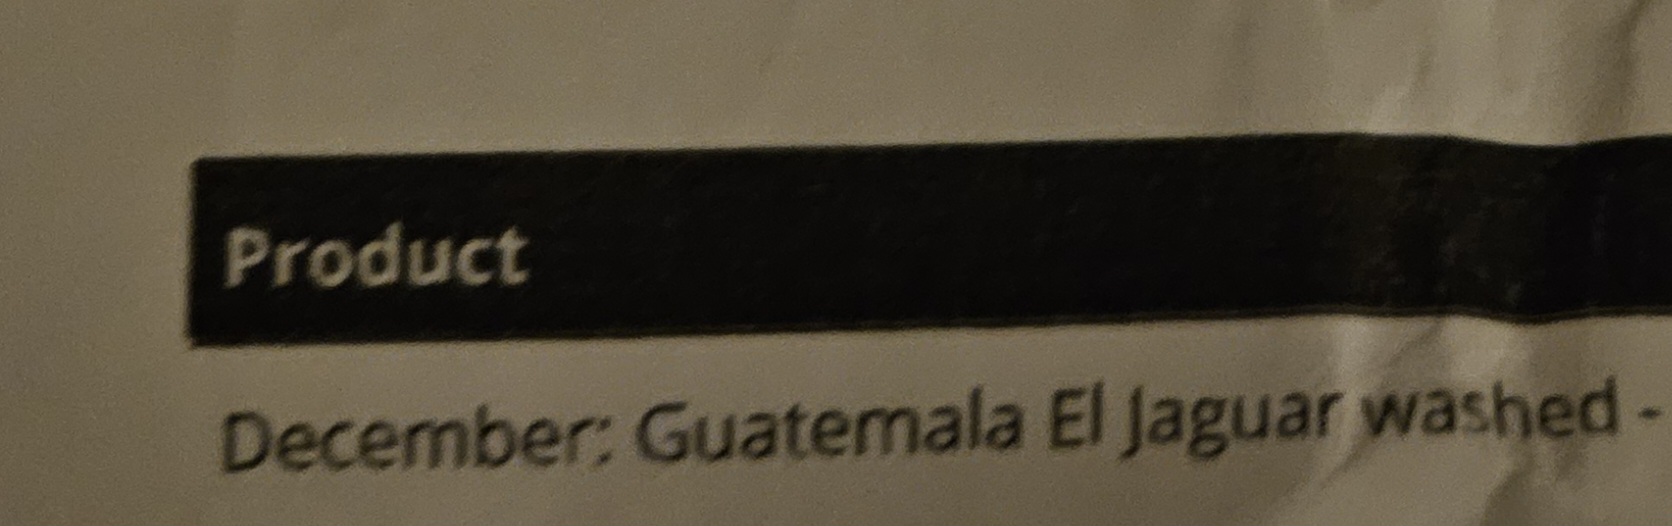 Product
December: Guatemala El Jaguar washed -